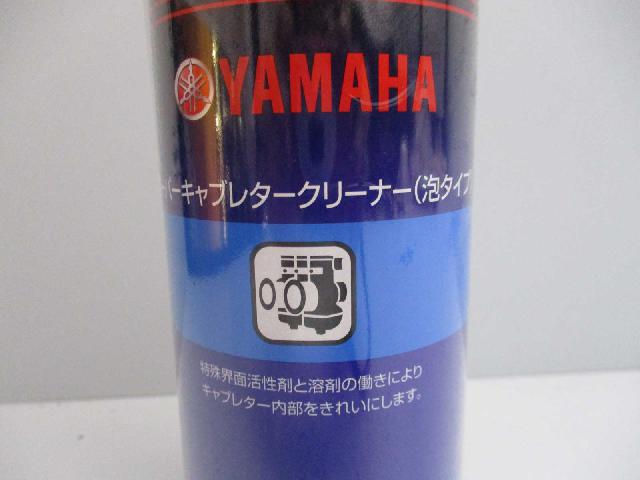 YAMAHA
パーキャブレタークリーナー(泡タイプ
特殊界面活性剤と溶剤の働きにより
キャブレター内部をきれいにします。